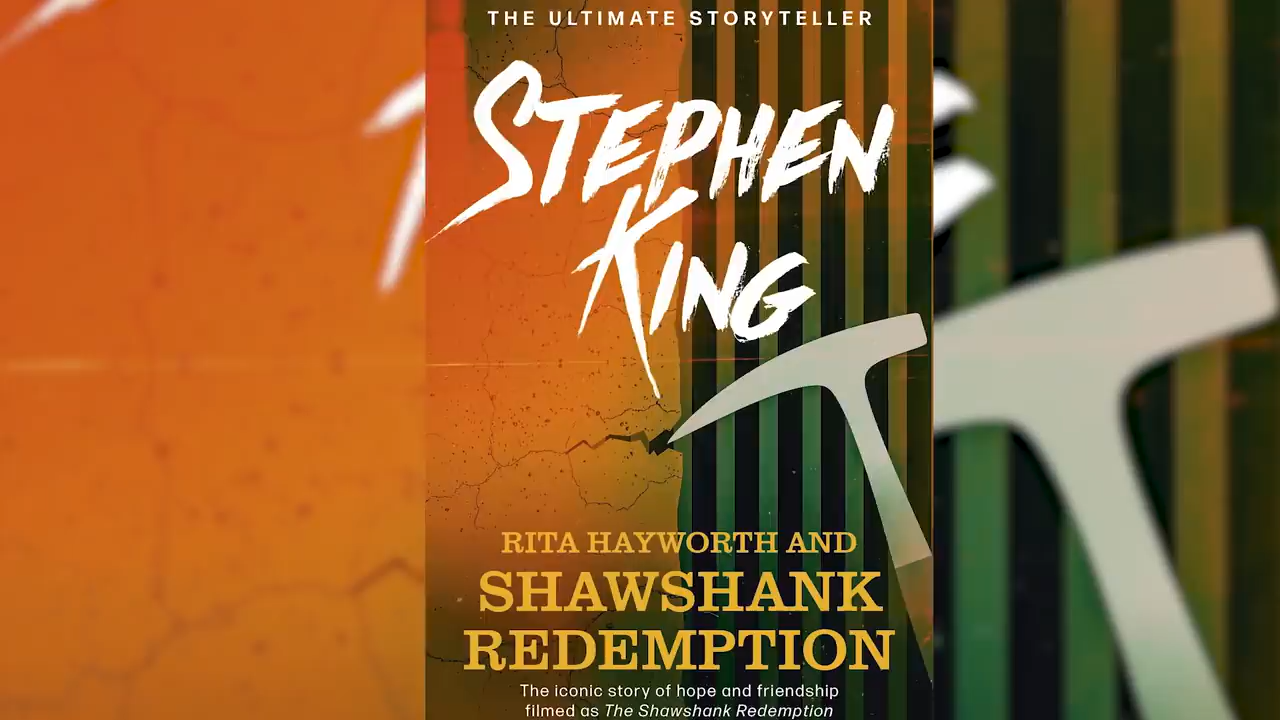 THE ULTIMATE STORYTELLER
STEPHEN
KING
RITA HAYWORTH AND
SHAWSHANK
REDEMPTION
The iconic story of hope and friendship
filmed as The Shawshank Redemption